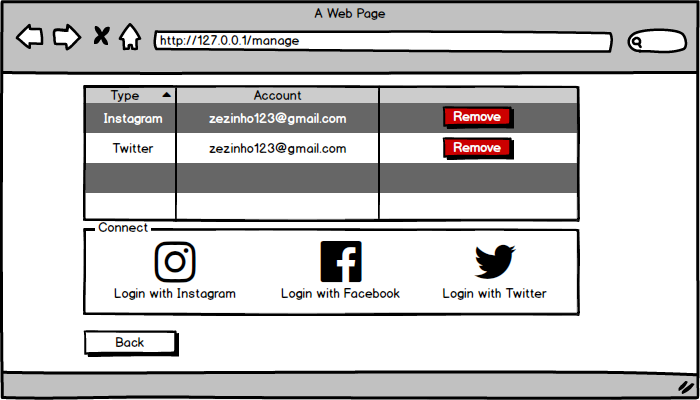 A Web Page
http://127.0.0.1/manage
Type Account
Instagram zezinho123@gmail.com Remove
Twitter zezinho123@gmail.com Remove
Connect
Login with Instagram Login with Facebook Login with Twitter
Back